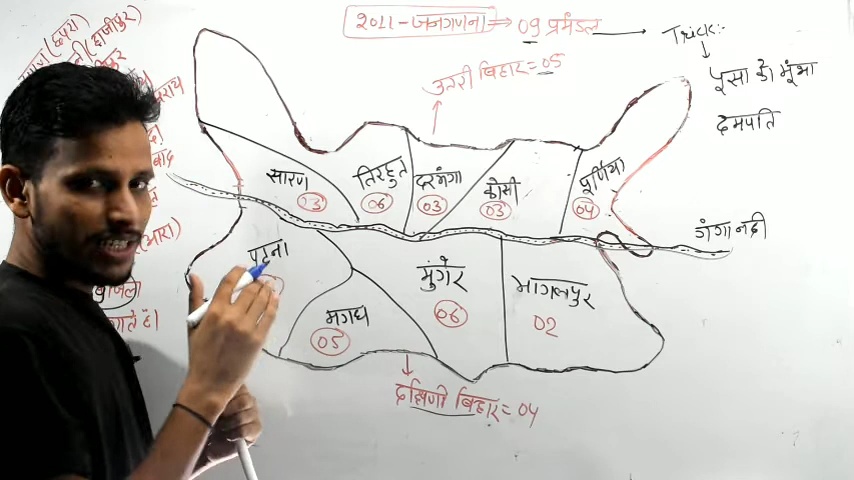 2011-जनगणना ⇒ 09 प्रमंडल → Trick:-
पूसा को मूंभा
दमपति
उत्तरी बिहार = 05
(छपरा)
(हाजीपुर)
सारण
03
तिरहुत
06
दरभंगा
03
कोसी
03
पूर्णिया
04
गंगा नदी
पटना
मगध
05
मुंगेर
06
भागलपुर
02
दक्षिणी बिहार = 04